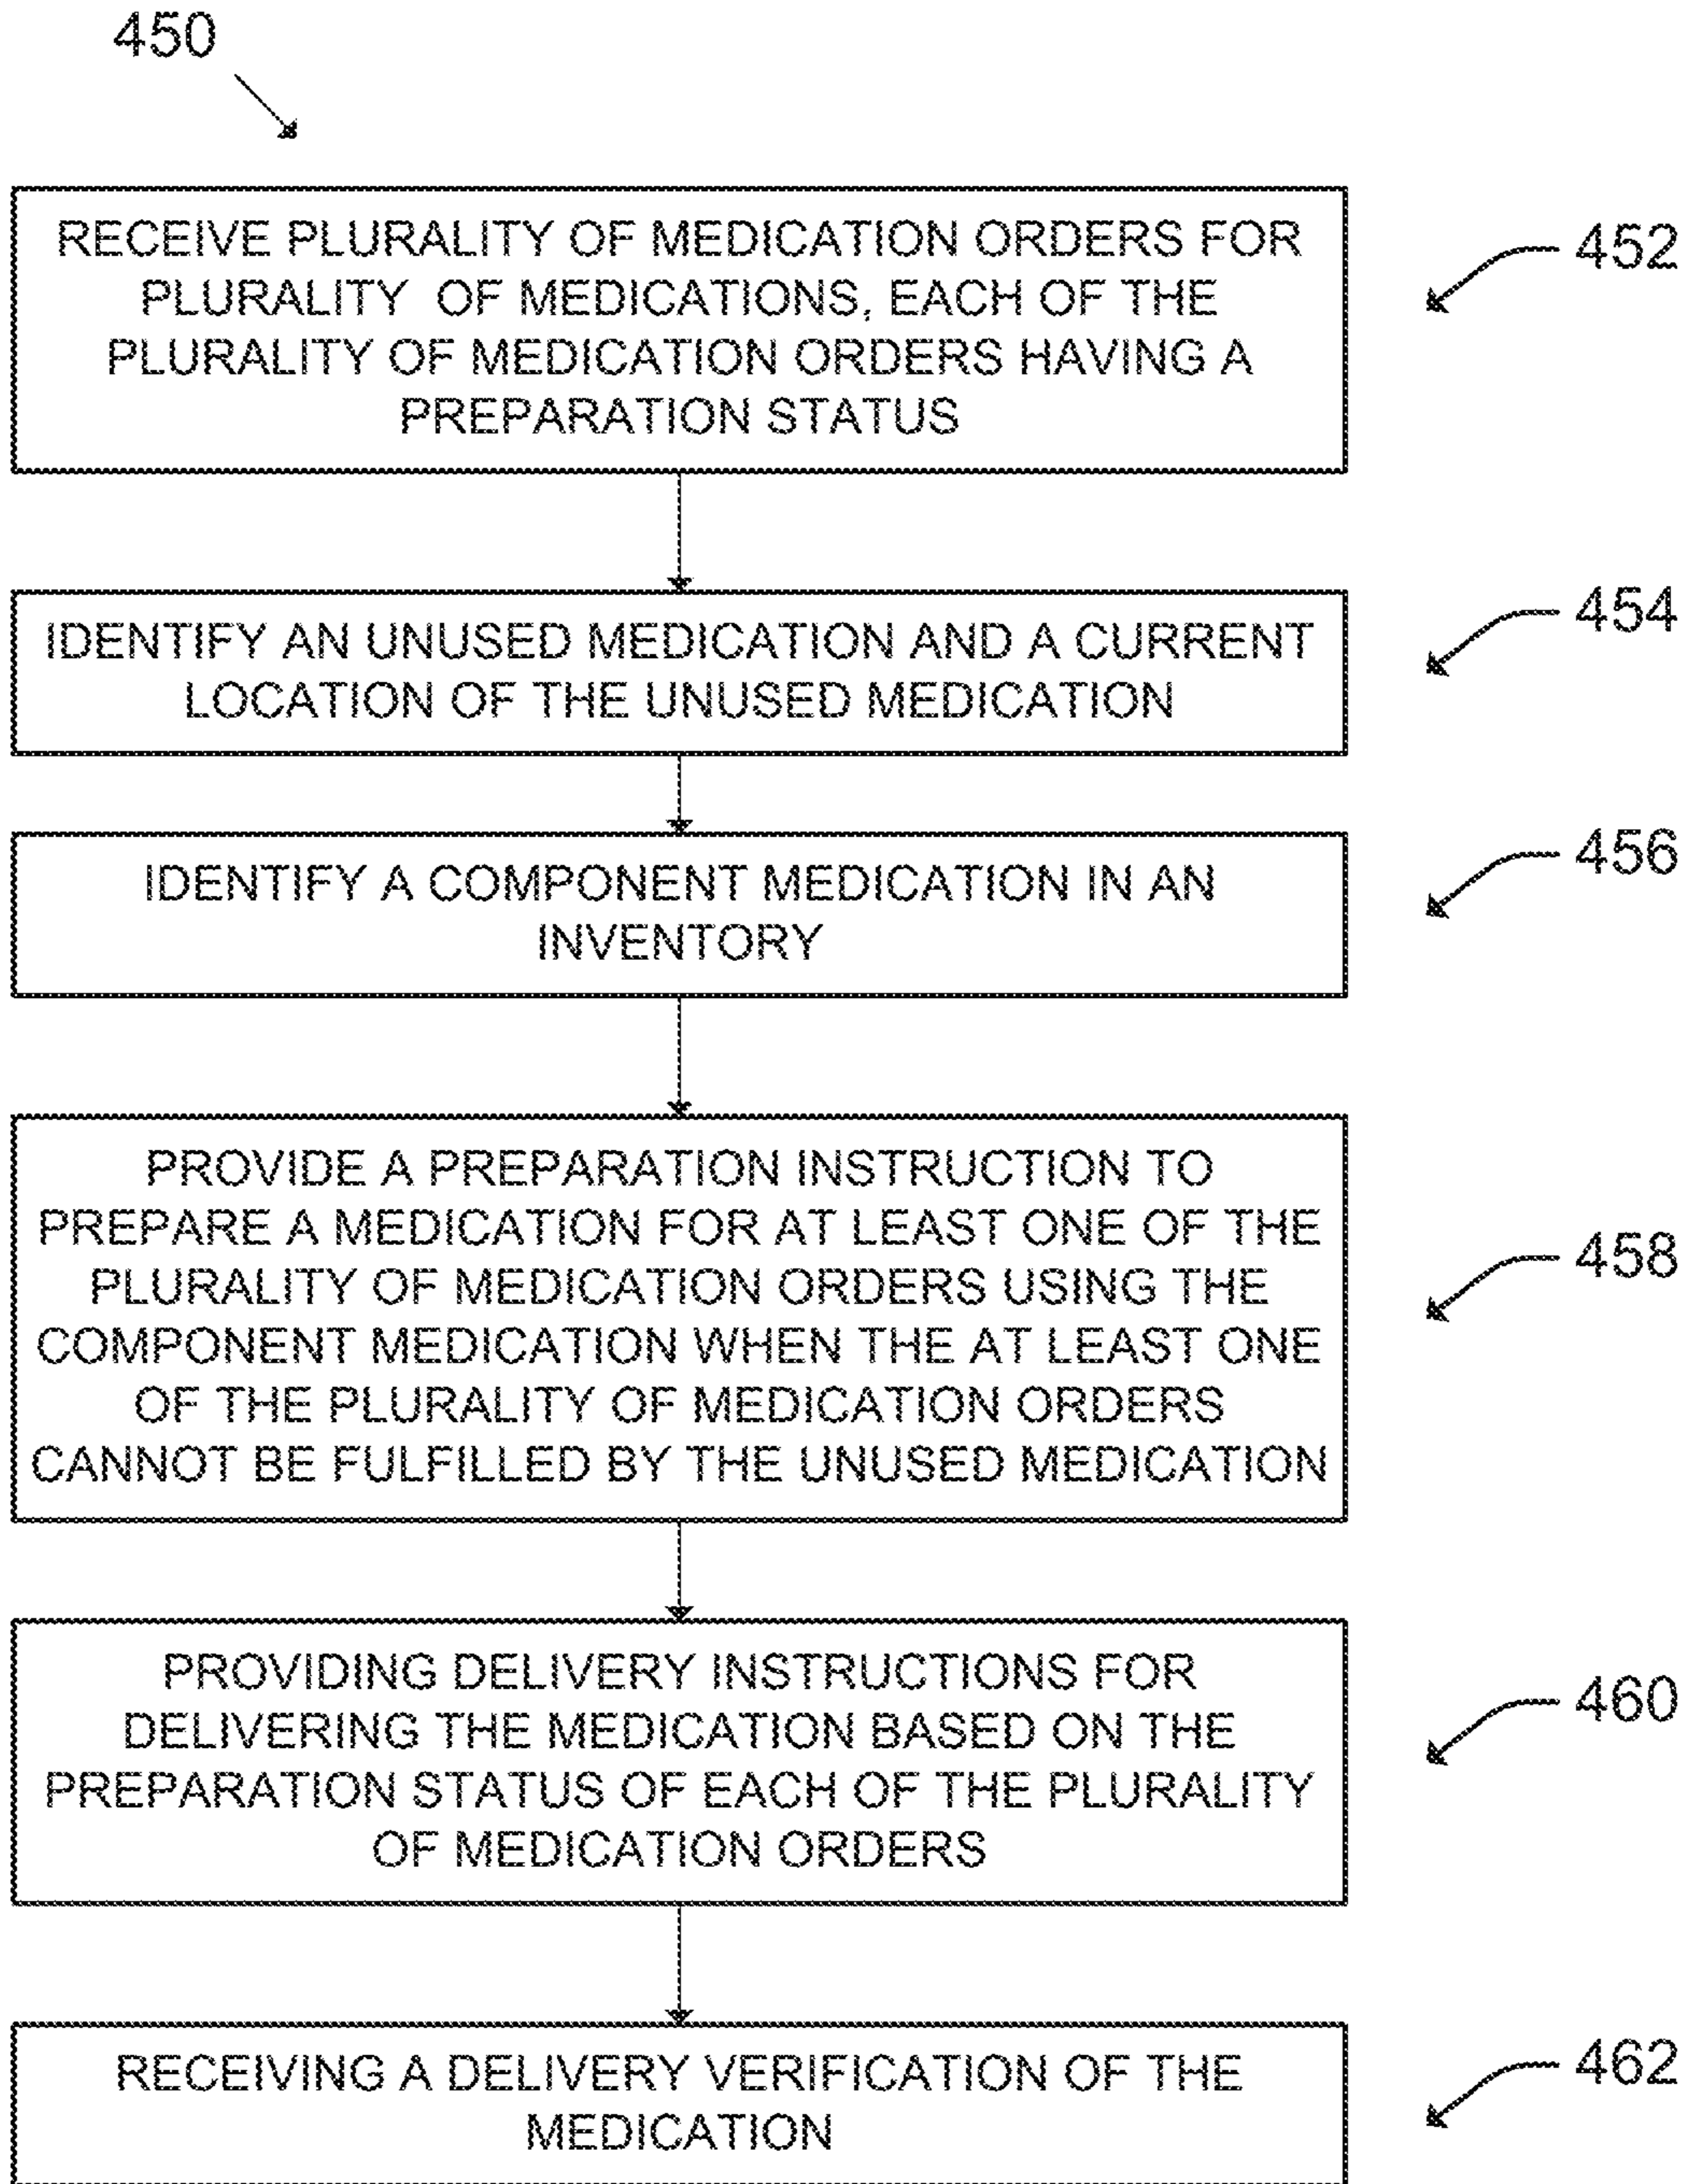 450
RECEIVE PLURALITY OF MEDICATION ORDERS FOR
PLURALITY OF MEDICATIONS, EACH OF THE
PLURALITY OF MEDICATION ORDERS HAVING A
PREPARATION STATUS
452
IDENTIFY AN UNUSED MEDICATION AND A CURRENT
LOCATION OF THE UNUSED MEDICATION
454
IDENTIFY A COMPONENT MEDICATION IN AN
INVENTORY
456
PROVIDE A PREPARATION INSTRUCTION TO
PREPARE A MEDICATION FOR AT LEAST ONE OF THE
PLURALITY OF MEDICATION ORDERS USING THE
COMPONENT MEDICATION WHEN THE AT LEAST ONE
OF THE PLURALITY OF MEDICATION ORDERS
CANNOT BE FULFILLED BY THE UNUSED MEDICATION
458
PROVIDING DELIVERY INSTRUCTIONS FOR
DELIVERING THE MEDICATION BASED ON THE
PREPARATION STATUS OF EACH OF THE PLURALITY
OF MEDICATION ORDERS
460
RECEIVING A DELIVERY VERIFICATION OF THE
MEDICATION
462